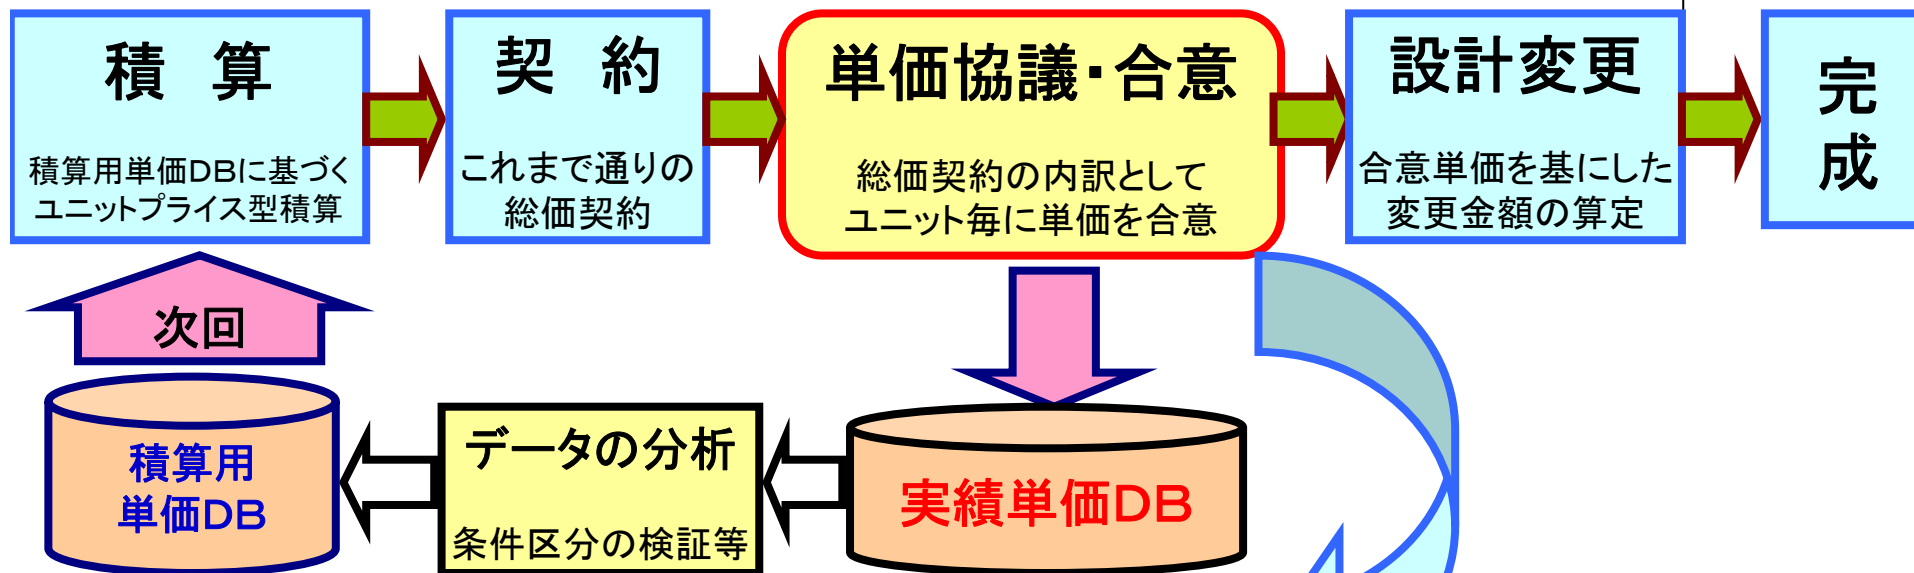 積 算
積算用単価DBに基づく
ユニットプライス型積算
契 約
これまで通りの
総価契約
単価協議・合意
総価契約の内訳として
ユニット毎に単価を合意
設計変更
合意単価を基にした
変更金額の算定
完
成
次回
積算用
単価DB
データの分析
条件区分の検証等
実績単価DB